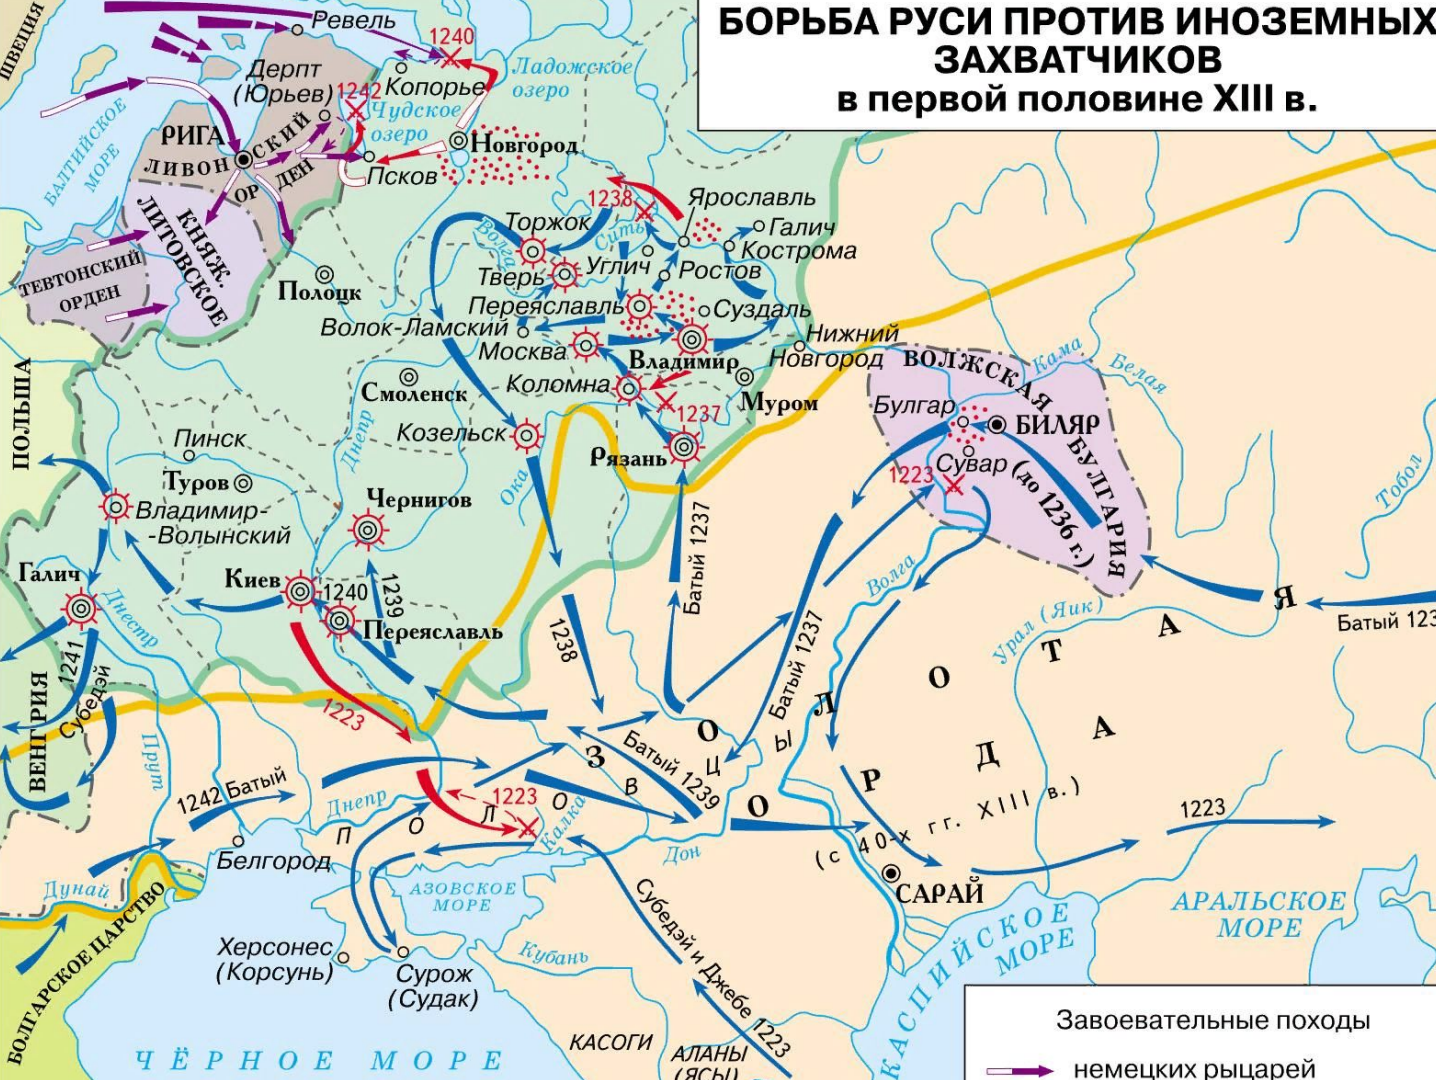 БОРЬБА РУСИ ПРОТИВ ИНОЗЕМНЫХ
ЗАХВАТЧИКОВ
в первой половине XIII в.
ШВЕЦИЯ
Ревель
1240
Ладожское
озеро
Дерпт
(Юрьев)
1242
Копорье
Чудское
озеро
БАЛТИЙСКОЕ
МОРЕ
РИГА
ЛИВОНСКИЙ
ОРДЕН
Новгород
Псков
КНЯЖ.
ЛИТОВСКОЕ
ТЕВТОНСКИЙ
ОРДЕН
Полоцк
1238
Ярославль
Торжок
Волга
Сить
Галич
Кострома
Углич
Ростов
Тверь
Переяславль
Суздаль
Волок-Ламский
Москва
Владимир
Нижний
Новгород
Коломна
Смоленск
1237
Муром
Козельск
Рязань
Днепр
Ока
ПОЛЬША
Пинск
Туров
Владимир-
-Волынский
Чернигов
Галич
Киев
1240
1239
Переяславль
Днестр
1241
Субедэй
ВЕНГРИЯ
1223
1238
Батый 1237
Батый 1237
ВОЛЖСКАЯ
БУЛГАРИЯ
(до 1236 г.)
Кама
Белая
Булгар
БИЛЯР
Сувар
1223
Волга
Тобол
Урал (Яик)
Батый 123
ЗОЛОТАЯ
ОРДА
(с 40-х гг. XIII в.)
Прут
1242 Батый
Днепр
ПОЛОВЦЫ
1223
Калка
Батый 1239
Дон
1223
Белгород
Дунай
БОЛГАРСКОЕ ЦАРСТВО
АЗОВСКОЕ
МОРЕ
Херсонес
(Корсунь)
Сурож
(Судак)
Кубань
Субедэй и Джебе 1223
САРАЙ
АРАЛЬСКОЕ
МОРЕ
КАСПИЙСКОЕ
МОРЕ
ЧЁРНОЕ МОРЕ
КАСОГИ
АЛАНЫ
(ЯСЫ)
Завоевательные походы
немецких рыцарей